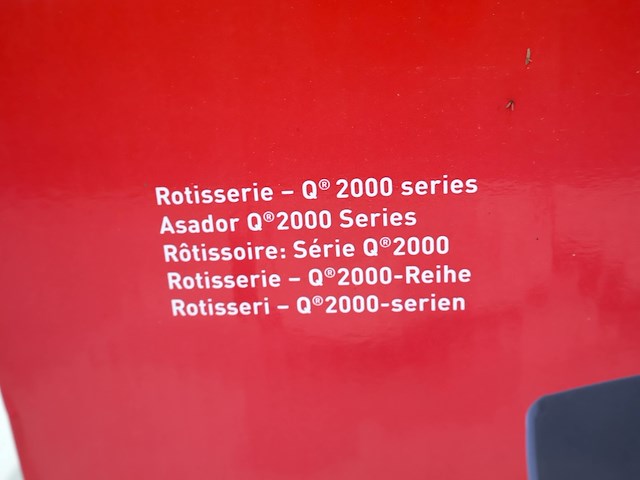 Rotisserie – Q® 2000 series
Asador Q®2000 Series
Rôtissoire: Série Q®2000
Rotisserie – Q®2000-Reihe
Rotisseri – Q®2000-serien